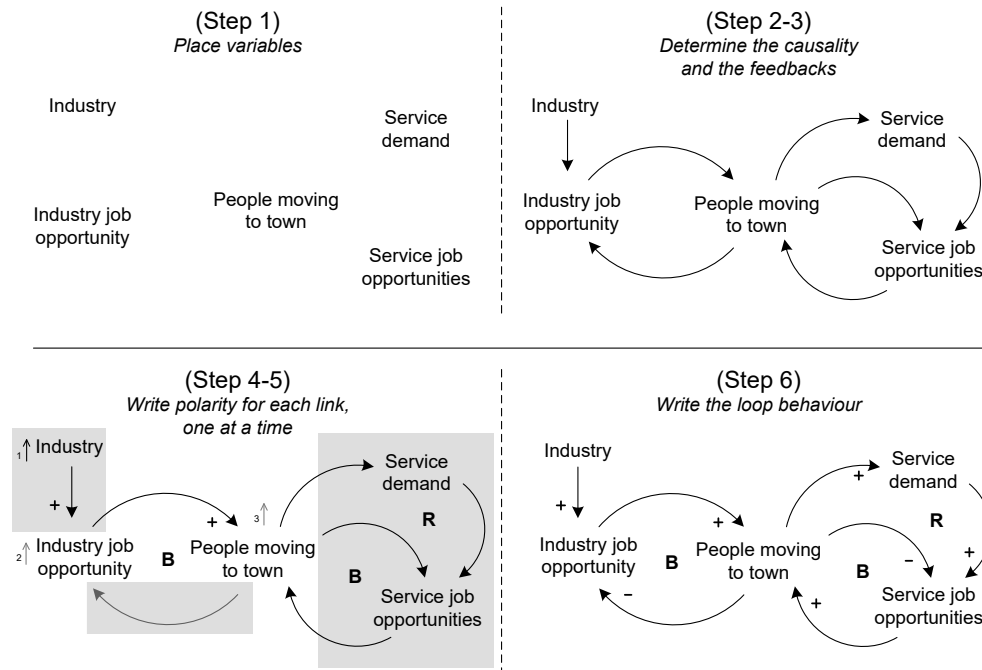 (Step 1)
Place variables
Industry
Service
demand
People moving
to town
Industry job
opportunity
Service job
opportunities
(Step 2-3)
Determine the causality
and the feedbacks
Industry
Service
demand
Industry job
opportunity
People moving
to town
Service job
opportunities
(Step 4-5)
Write polarity for each link,
one at a time
1 Industry
Service
demand
+
+
3
R
2 Industry job
opportunity
B
People moving
to town
B
Service job
opportunities
(Step 6)
Write the loop behaviour
Industry
Service
demand
+
+
+
R
Industry job
opportunity
B
People moving
to town
B
–
+
–
+
Service job
opportunities